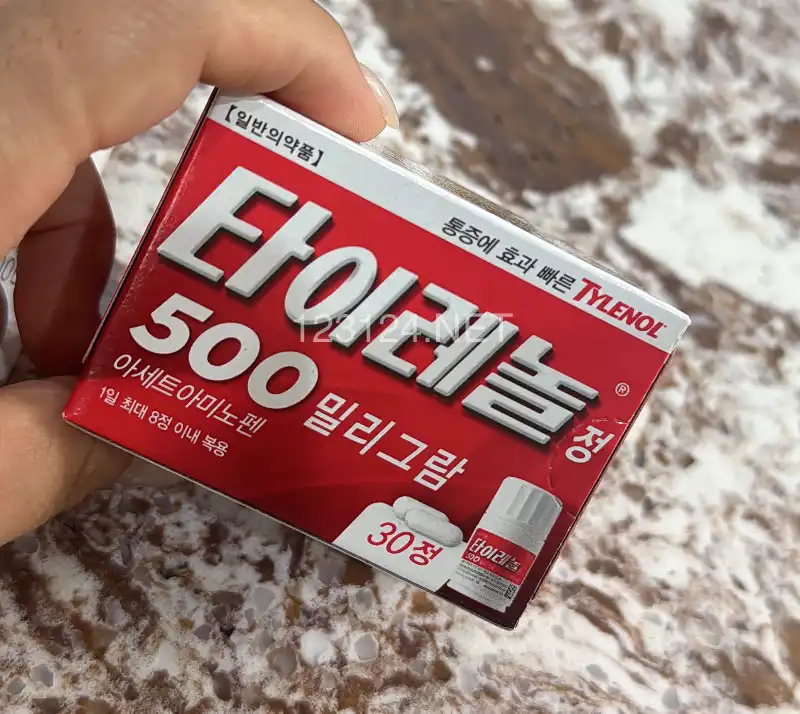 【일반의약품】
통증에 효과 빠른 TYLENOL®
타이레놀®정
500 밀리그람
아세트아미노펜
1일 최대 8정 이내 복용
30정
타이레놀
500
123124.NET